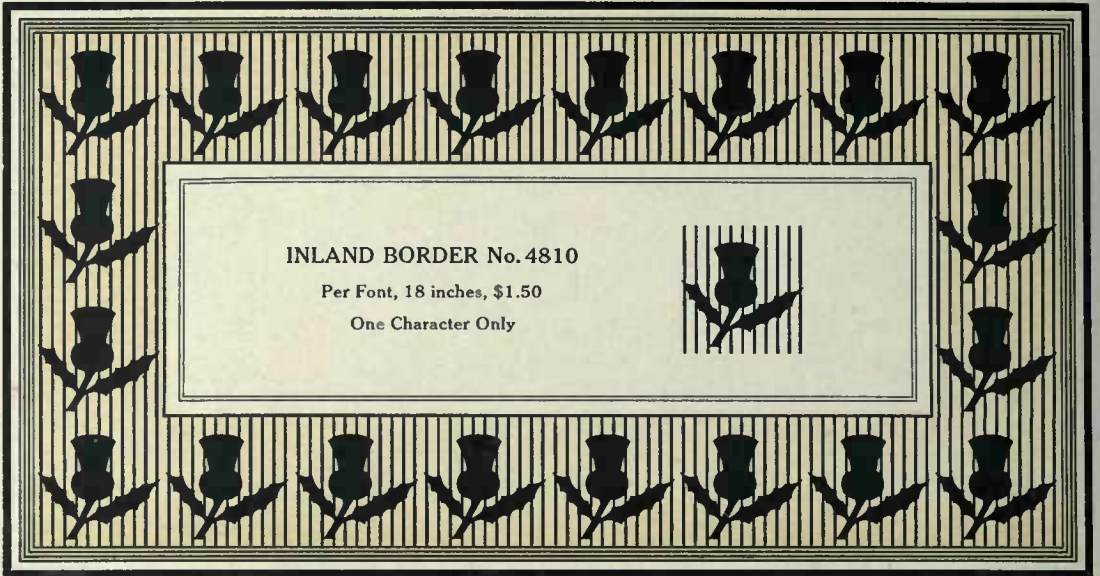 INLAND BORDER No. 4810
Per Font, 18 inches, $1.50
One Character Only